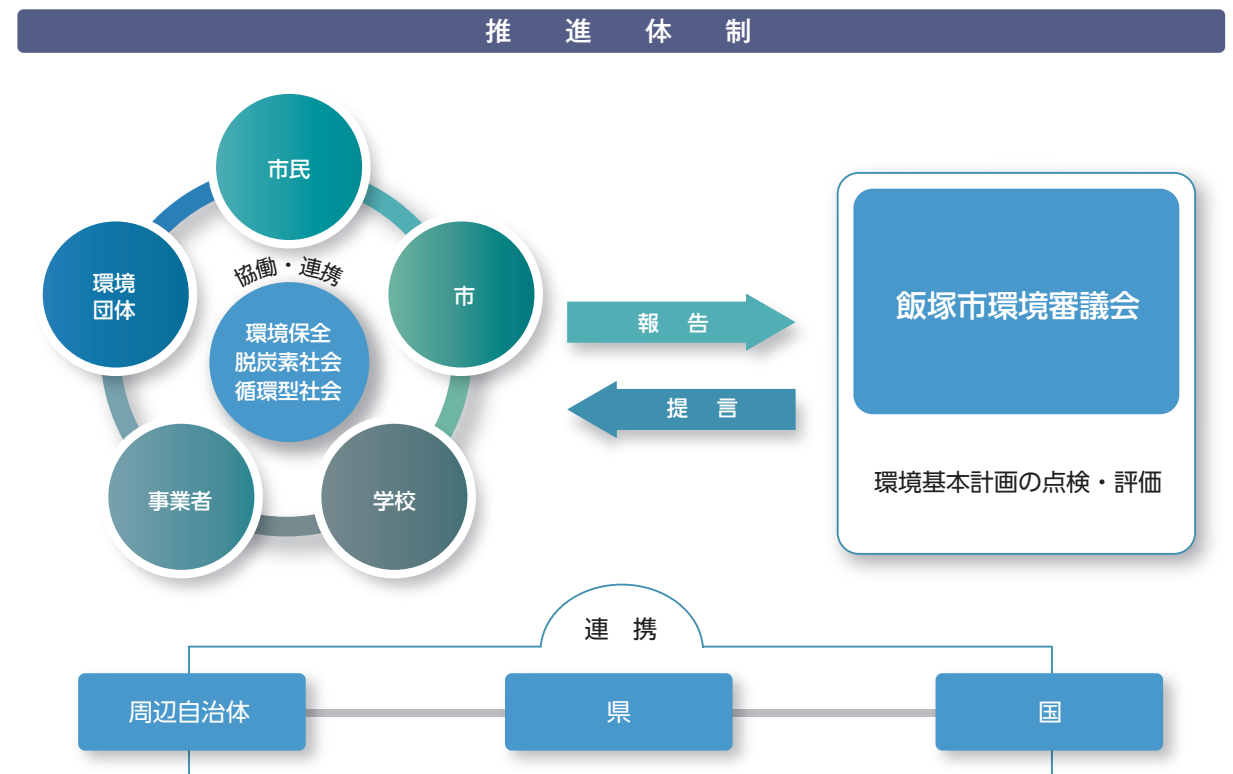 推進体制
市民
環境
団体
協働・連携
市
環境保全
脱炭素社会
循環型社会
事業者
学校
報告
提言
飯塚市環境審議会
環境基本計画の点検・評価
連携
周辺自治体
県
国